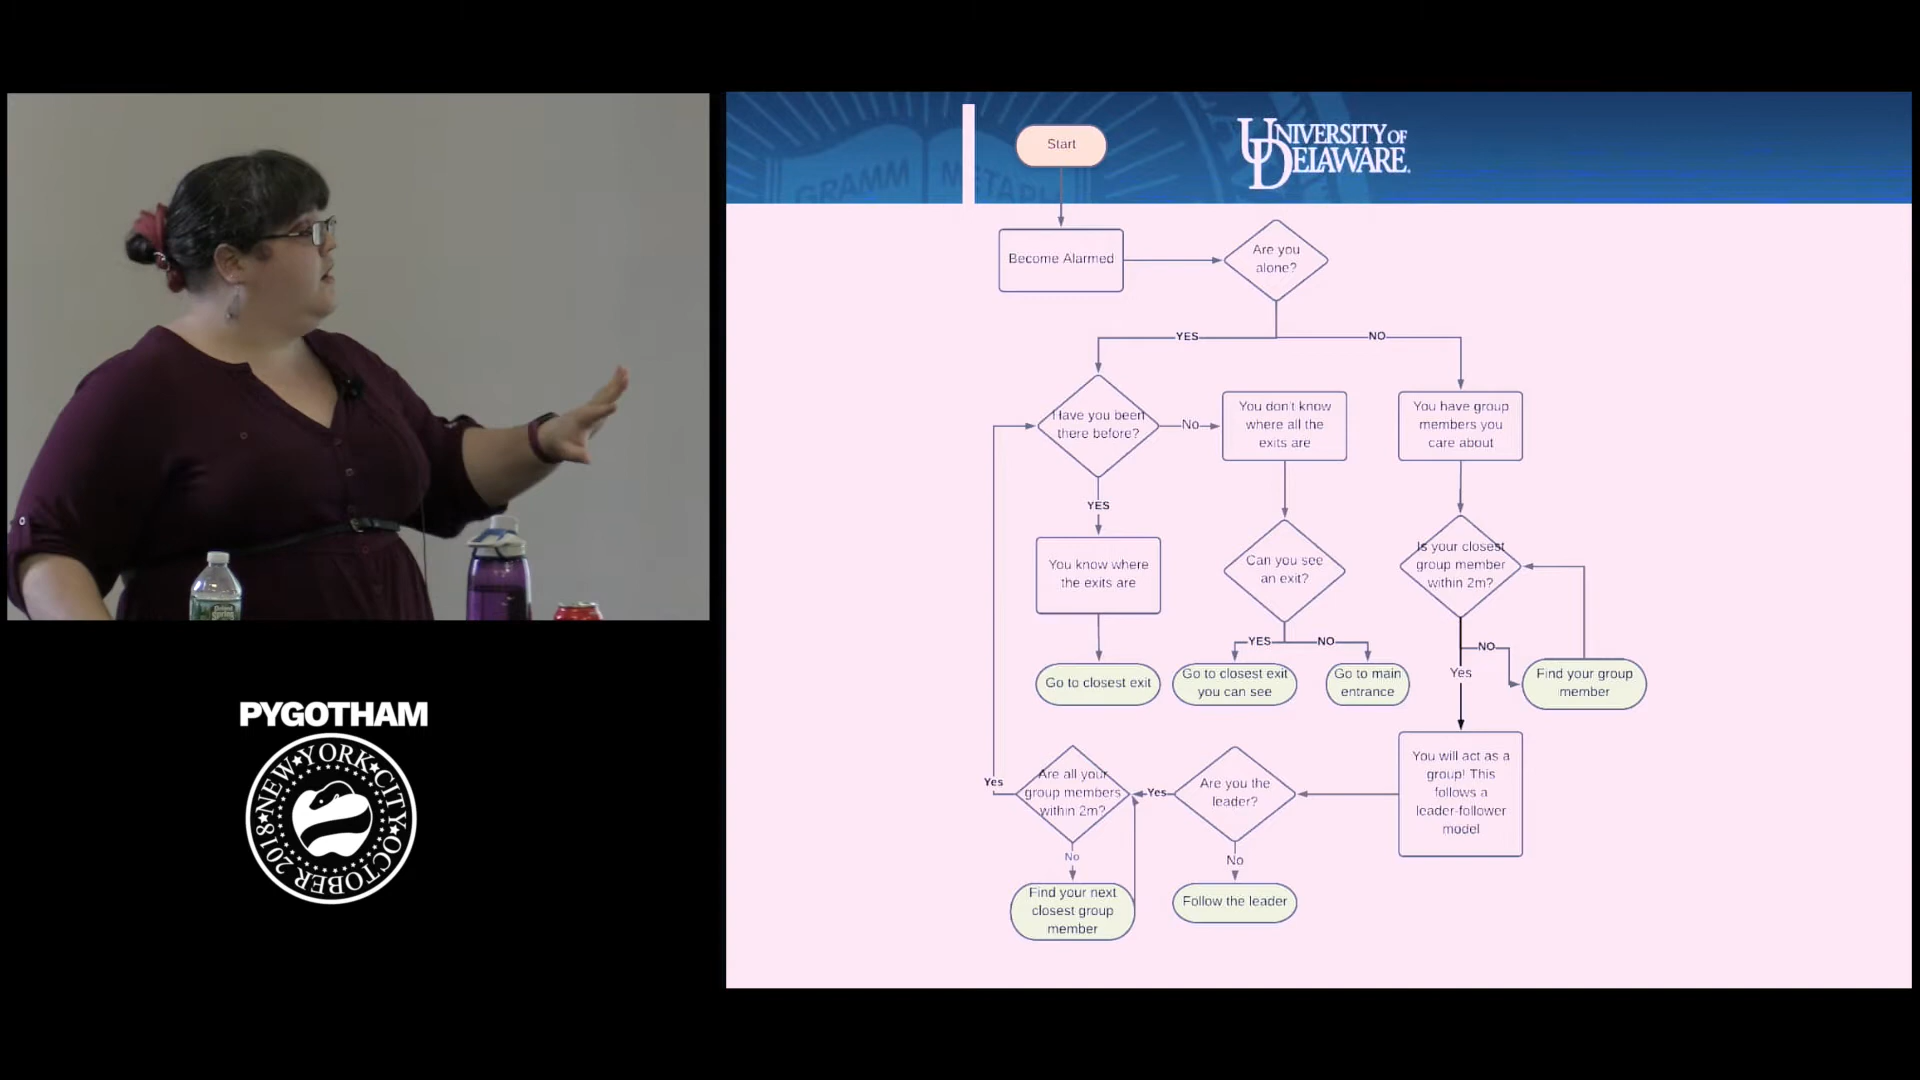 GRAMM
METAPH
Start
UNIVERSITY OF
DELAWARE.
Become Alarmed
Are you
alone?
YES
NO
Have you been
there before?
No
You don't know
where all the
exits are
You have group
members you
care about
YES
You know where
the exits are
Can you see
an exit?
Is your closest
group member
within 2m?
YES
NO
NO
Yes
Go to closest exit
Go to closest exit
you can see
Go to main
entrance
Find your group
member
You will act as a
group! This
follows a
leader-follower
model
Are you the
leader?
Yes
Are all your
group members
within 2m?
Yes
No
No
Find your next
closest group
member
Follow the leader
PYGOTHAM
NEW YORK CITY
OCTOBER 2018